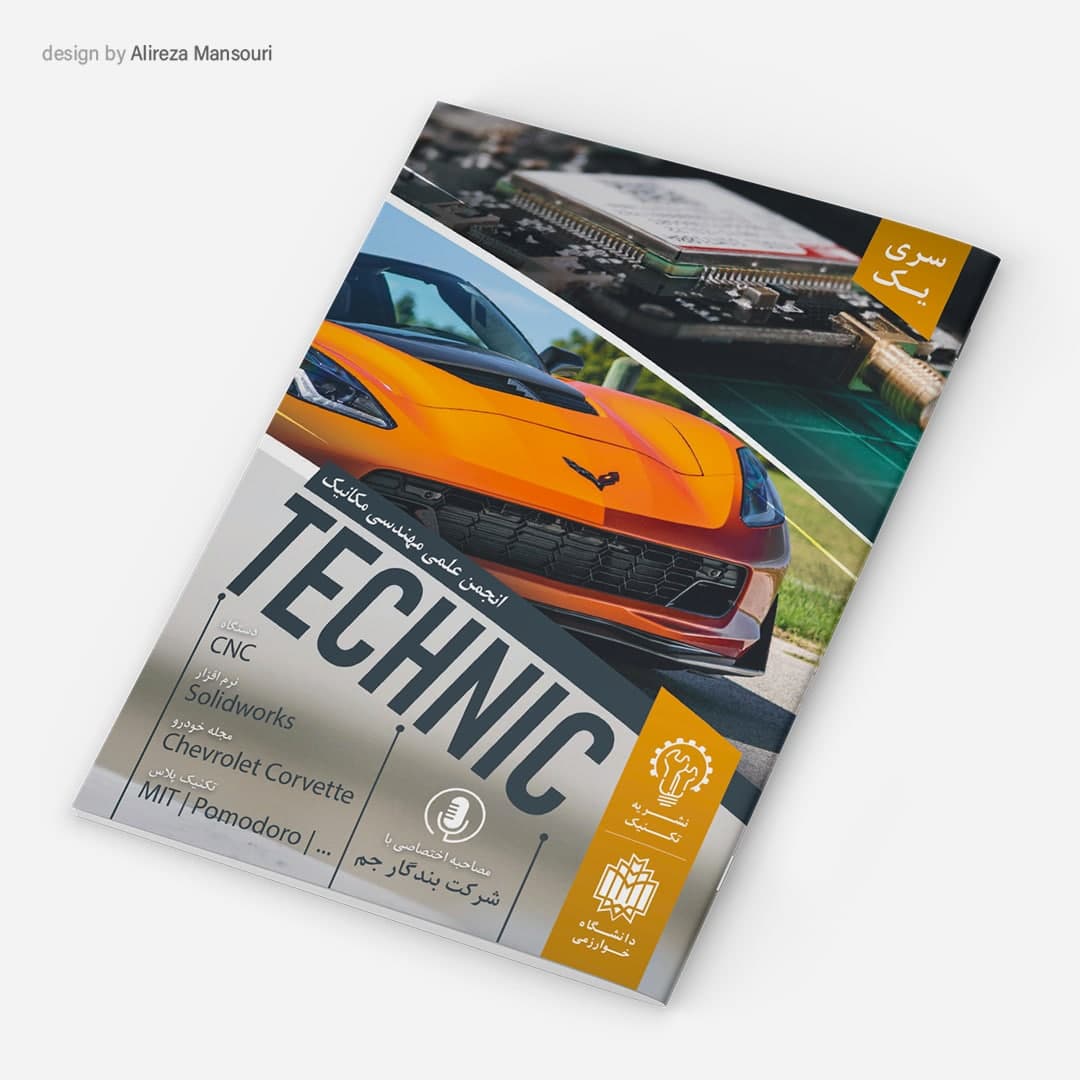 design by Alireza Mansouri
سری
یک
انجمن علمی مهندسی مکانیک
TECHNIC
دستگاه
CNC
نرم افزار
Solidworks
مجله خودرو
Chevrolet Corvette
تکنیک پلاس
MIT | Pomodoro | ...
مصاحبه اختصاصی با
شرکت بندگار جم
نشریه
تکنیک
دانشگاه
خوارزمی